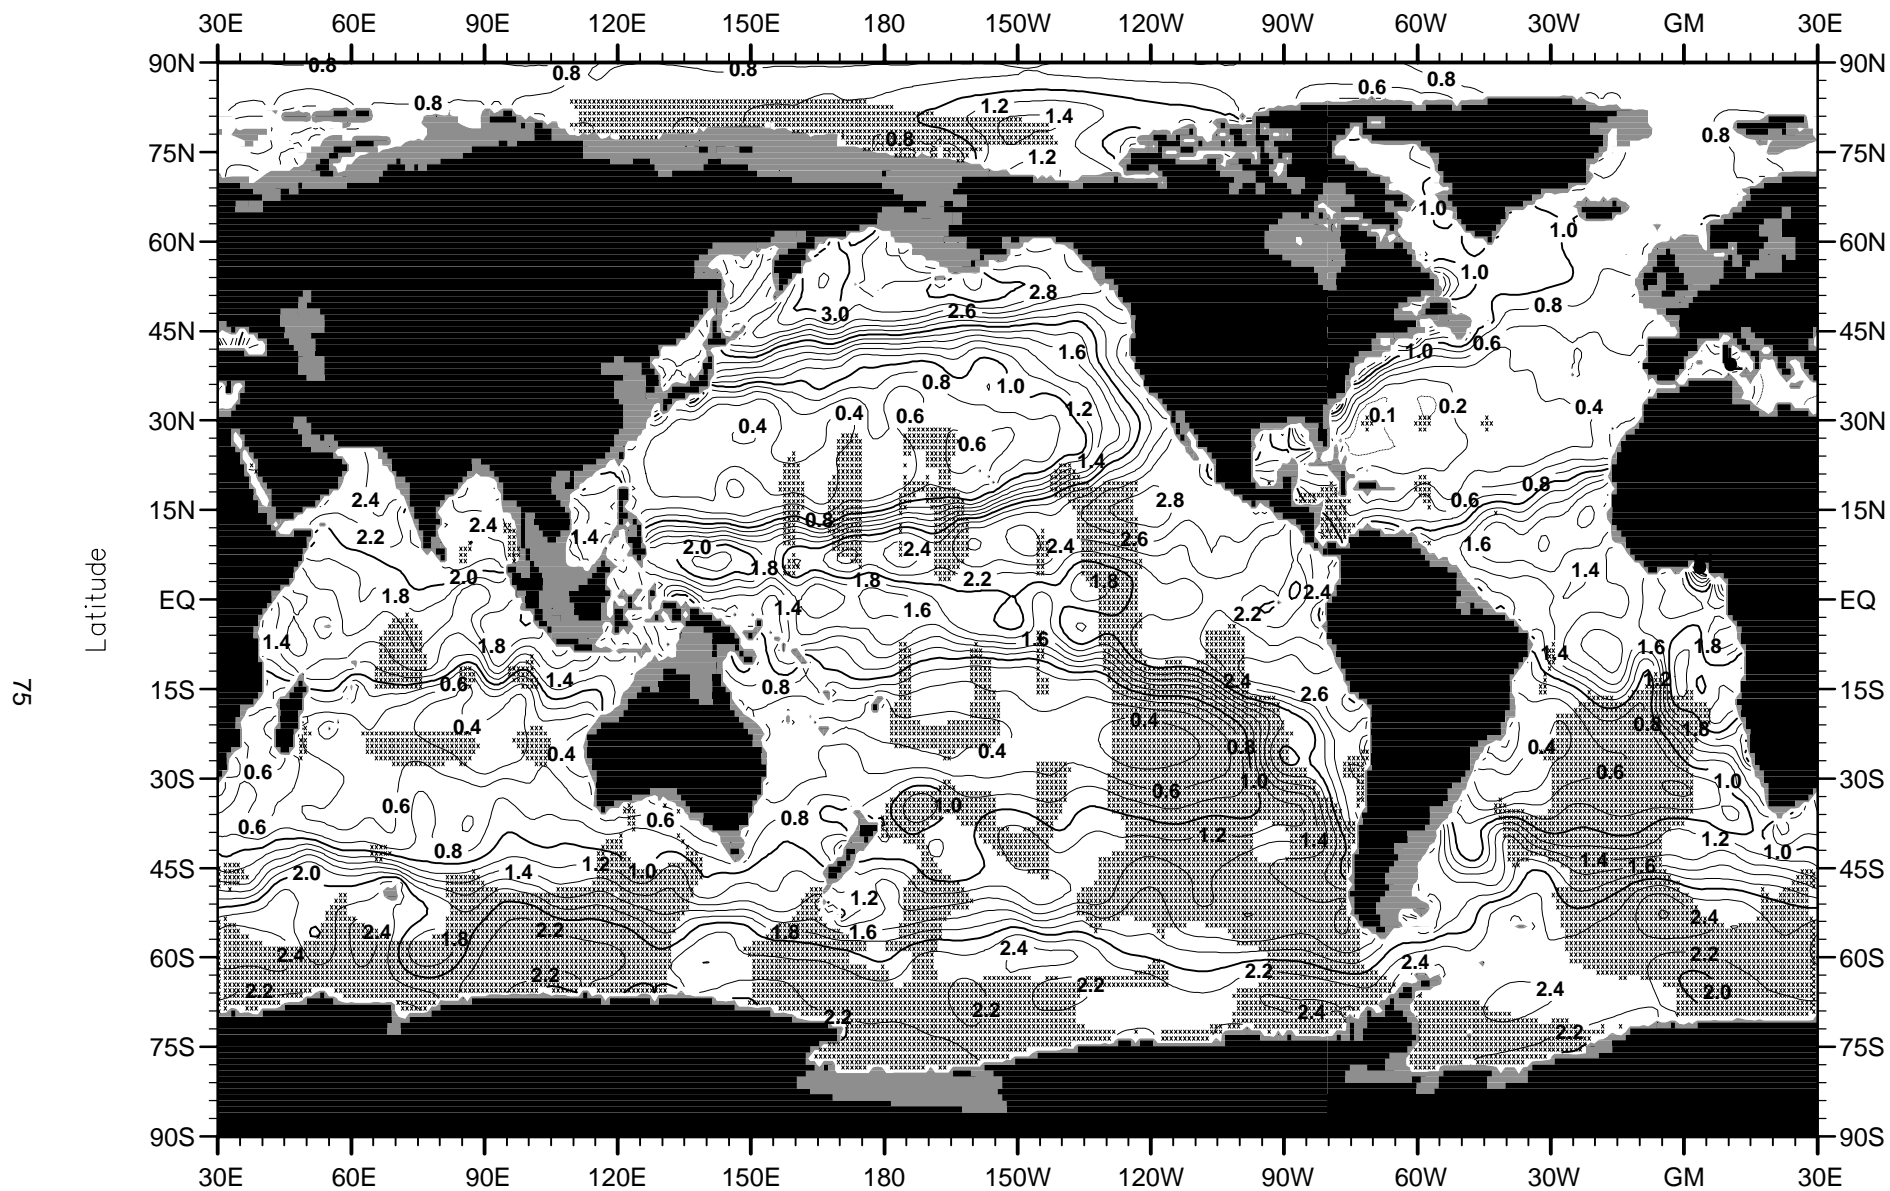 30E 60E 90E 120E 150E 180 150W 120W 90W 60W 30W GM 30E
90N 0.8 0.8 0.8 0.6 0.8 90N
0.8 1.2 1.4 0.8
75N 0.8 1.2 75N
1.0 1.0
60N 1.0 60N
3.0 2.6 2.8 0.8
45N 1.6 1.0 0.6 45N
0.8 1.0 1.2
30N 0.4 0.4 0.6 0.6 0.1 0.2 0.4 30N
1.4
2.4 2.8 0.6 0.8
15N 2.2 2.4 1.4 0.8 15N
2.0 2.4 2.4 2.6 1.6
2.0 1.8 1.8 2.2 1.8 1.4
EQ 1.8 1.4 1.6 2.2 2.4 EQ
1.4 1.8 1.6 1.4 1.6 1.8
15S 0.6 1.4 0.8 2.4 2.6 1.2 15S
0.4 0.4 0.8 1.8
0.4 0.4 0.8 0.4
30S 0.6 0.6 1.0 0.6 1.0 30S
0.6 0.6 0.6 0.8 1.0
0.8 1.2 1.4 1.2 1.0
45S 2.0 1.4 1.2 1.0 1.4 1.6 45S
1.2
2.4 1.8 2.2 1.8 1.6 2.4 2.4
60S 2.4 2.2 2.2 2.4 2.2 60S
2.2 2.2 2.2 2.4 2.4 2.0
2.2 2.2
75S 75S
90S 90S
30E 60E 90E 120E 150E 180 150W 120W 90W 60W 30W GM 30E
Latitude
75